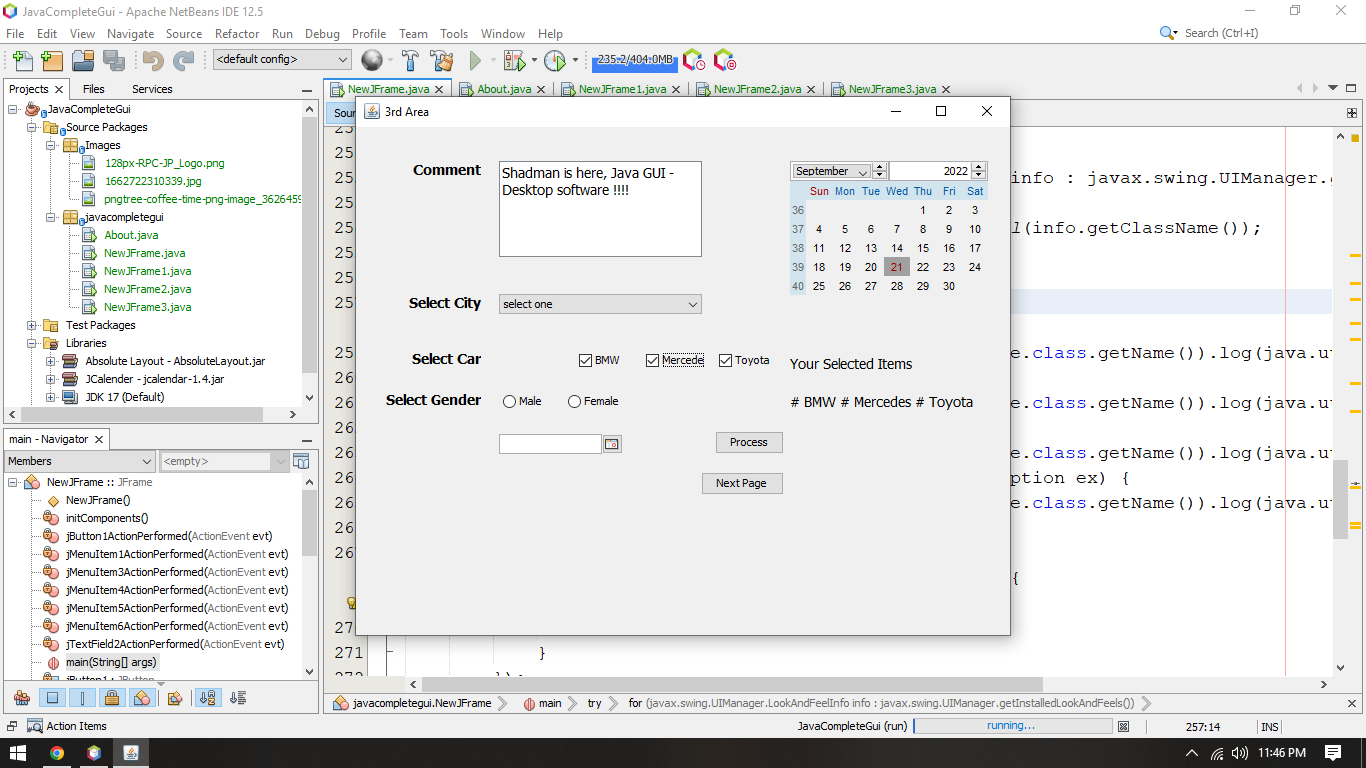 JavaCompleteGui - Apache NetBeans IDE 12.5
File Edit View Navigate Source Refactor Run Debug Profile Team Tools Window Help
Search (Ctrl+I)
<default config>
235.2/404.0MB
Projects Files Services
JavaCompleteGui
Source Packages
Images
128px-RPC-JP_Logo.png
1662722310339.jpg
pngtree-coffee-time-png-image_3626459
javacompletegui
About.java
NewJFrame.java
NewJFrame1.java
NewJFrame2.java
NewJFrame3.java
Test Packages
Libraries
Absolute Layout - AbsoluteLayout.jar
JCalender - jcalendar-1.4.jar
JDK 17 (Default)
main - Navigator
Members
<empty>
NewJFrame :: JFrame
NewJFrame()
initComponents()
jButton1ActionPerformed(ActionEvent evt)
jMenuItem1ActionPerformed(ActionEvent evt)
jMenuItem3ActionPerformed(ActionEvent evt)
jMenuItem4ActionPerformed(ActionEvent evt)
jMenuItem5ActionPerformed(ActionEvent evt)
jMenuItem6ActionPerformed(ActionEvent evt)
jTextField2ActionPerformed(ActionEvent evt)
main(String[] args)
jButton1 : JButton
NewJFrame.java About.java NewJFrame1.java NewJFrame2.java NewJFrame3.java
Sour
3rd Area
Comment
Shadman is here, Java GUI -
Desktop software !!!!
September 2022
Sun Mon Tue Wed Thu Fri Sat
36 1 2 3
37 4 5 6 7 8 9 10
38 11 12 13 14 15 16 17
39 18 19 20 21 22 23 24
40 25 26 27 28 29 30
Select City
select one
Select Car
BMW Mercede Toyota
Your Selected Items
Select Gender
Male Female
# BMW # Mercedes # Toyota
Process
Next Page
info : javax.swing.UIManager.
l(info.getClassName());
e.class.getName()).log(java.u
e.class.getName()).log(java.u
e.class.getName()).log(java.u
ption ex) {
e.class.getName()).log(java.u
{
271 }
javacompletegui.NewJFrame main try for (javax.swing.UIManager.LookAndFeelInfo info : javax.swing.UIManager.getInstalledLookAndFeels())
Action Items
JavaCompleteGui (run) running... 257:14 INS
11:46 PM